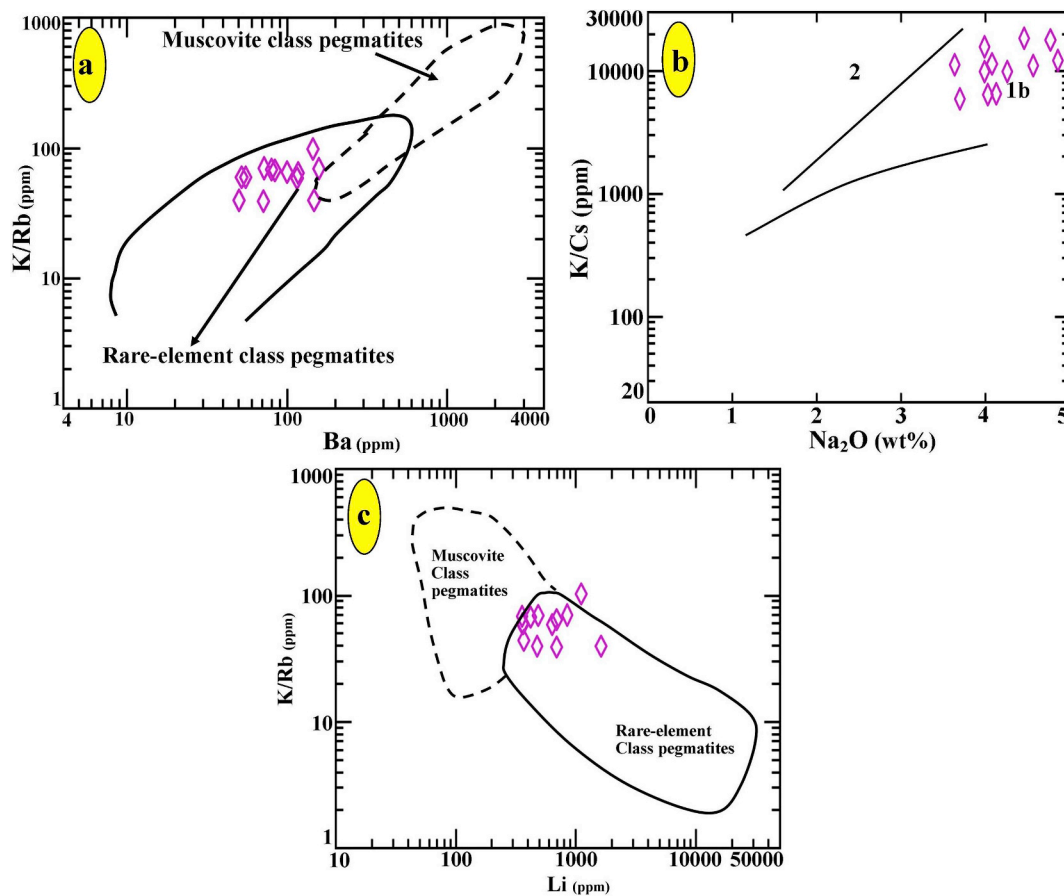 a
K/Rb (ppm)
1000
100
10
1
Muscovite class pegmatites
Rare-element class pegmatites
4 10 100 1000 4000
Ba (ppm)
b
K/Cs (ppm)
30000
10000
1000
100
20
2
1b
0 1 2 3 4 5
Na₂O (wt%)
c
K/Rb (ppm)
1000
100
10
1
Muscovite
Class
pegmatites
Rare-element
Class pegmatites
10 100 1000 50000
Li (ppm)